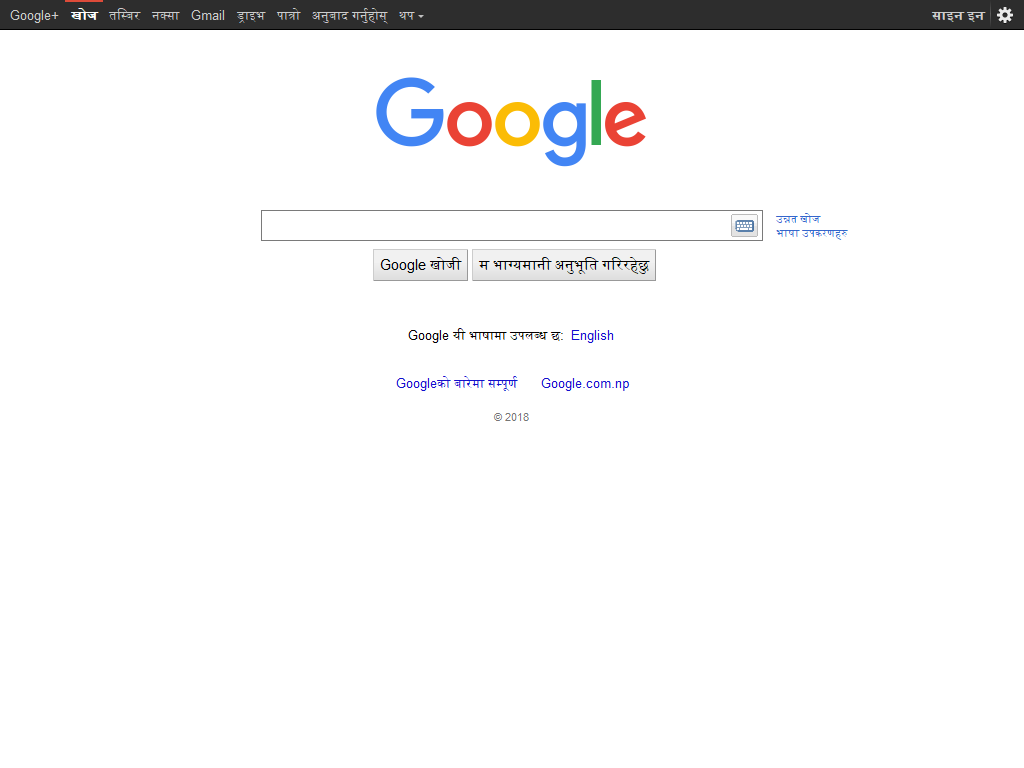 Google+ खोज तस्बिर नक्सा Gmail ड्राइभ पात्रो अनुबाद गर्नुहोस् थप साइन इन
Google
उन्नत खोज
भाषा उपकरणहरु
Google खोजी म भाग्यमानी अनुभूति गरिरहेछु
Google यी भाषामा उपलब्ध छ: English
Googleको बारेमा सम्पूर्ण Google.com.np
© 2018